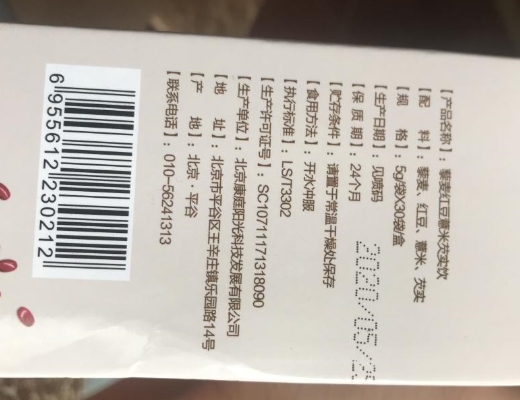 【产品名称】：藜麦红豆薏米芡实饮
【配 料】：藜麦、红豆、薏米、芡实
【规 格】：5g/袋X30袋/盒
【生产日期】：见喷码
【保 质 期】：24个月
2020/05/2
【贮存条件】：请置于常温干燥处保存
【食用方法】：开水冲服
【执行标准】：LS/T3302
【生产许可证号】：SC10711171318090
【生产单位】：北京康庭阳光科技发展有限公司
【地 址】：北京市平谷区王辛庄镇乐园路14号
【产 地】：北京·平谷
【联系电话】：010-56241313
6 955612 230212